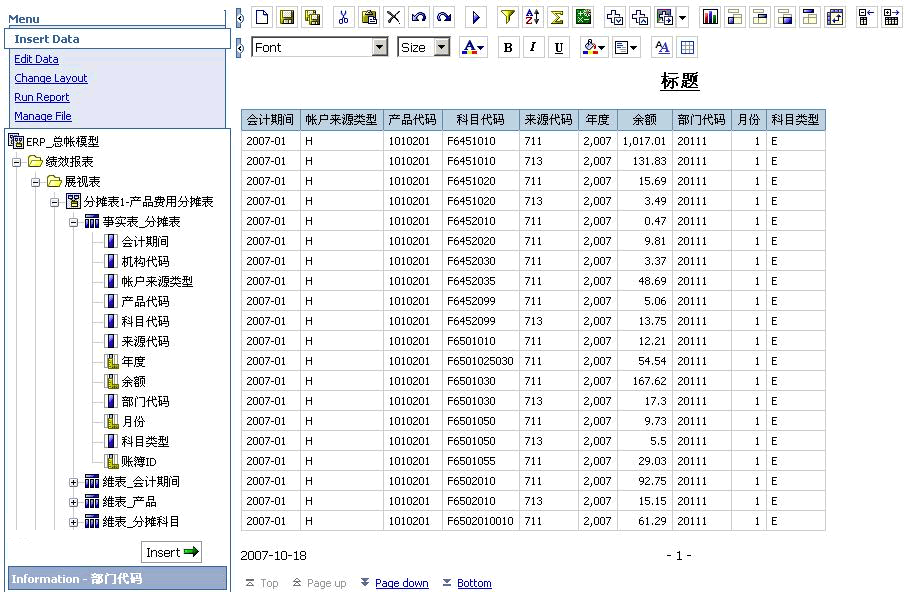 Menu
Insert Data
Edit Data
Change Layout
Run Report
Manage File
ERP_总帐模型
绩效报表
展视表
分摊表1-产品费用分摊表
事实表_分摊表
会计期间
机构代码
帐户来源类型
产品代码
科目代码
来源代码
年度
余额
部门代码
月份
科目类型
账簿ID
维表_会计期间
维表_产品
维表_分摊科目
Insert
Information - 部门代码
Font Size
B I U
标题
会计期间 帐户来源类型 产品代码 科目代码 来源代码 年度 余额 部门代码 月份 科目类型
2007-01 H 1010201 F6451010 711 2,007 1,017.01 20111 1 E
2007-01 H 1010201 F6451010 713 2,007 131.83 20111 1 E
2007-01 H 1010201 F6451020 711 2,007 15.69 20111 1 E
2007-01 H 1010201 F6451020 713 2,007 3.49 20111 1 E
2007-01 H 1010201 F6452010 711 2,007 0.47 20111 1 E
2007-01 H 1010201 F6452020 711 2,007 9.81 20111 1 E
2007-01 H 1010201 F6452030 711 2,007 3.37 20111 1 E
2007-01 H 1010201 F6452035 711 2,007 48.69 20111 1 E
2007-01 H 1010201 F6452099 711 2,007 5.06 20111 1 E
2007-01 H 1010201 F6452099 713 2,007 13.75 20111 1 E
2007-01 H 1010201 F6501010 711 2,007 12.21 20111 1 E
2007-01 H 1010201 F6501025030 711 2,007 54.54 20111 1 E
2007-01 H 1010201 F6501030 711 2,007 167.62 20111 1 E
2007-01 H 1010201 F6501030 713 2,007 17.3 20111 1 E
2007-01 H 1010201 F6501050 711 2,007 9.73 20111 1 E
2007-01 H 1010201 F6501050 713 2,007 5.5 20111 1 E
2007-01 H 1010201 F6501055 711 2,007 29.03 20111 1 E
2007-01 H 1010201 F6502010 711 2,007 92.75 20111 1 E
2007-01 H 1010201 F6502010 713 2,007 15.15 20111 1 E
2007-01 H 1010201 F6502010010 711 2,007 61.29 20111 1 E
2007-10-18 - 1 -
Top Page up Page down Bottom